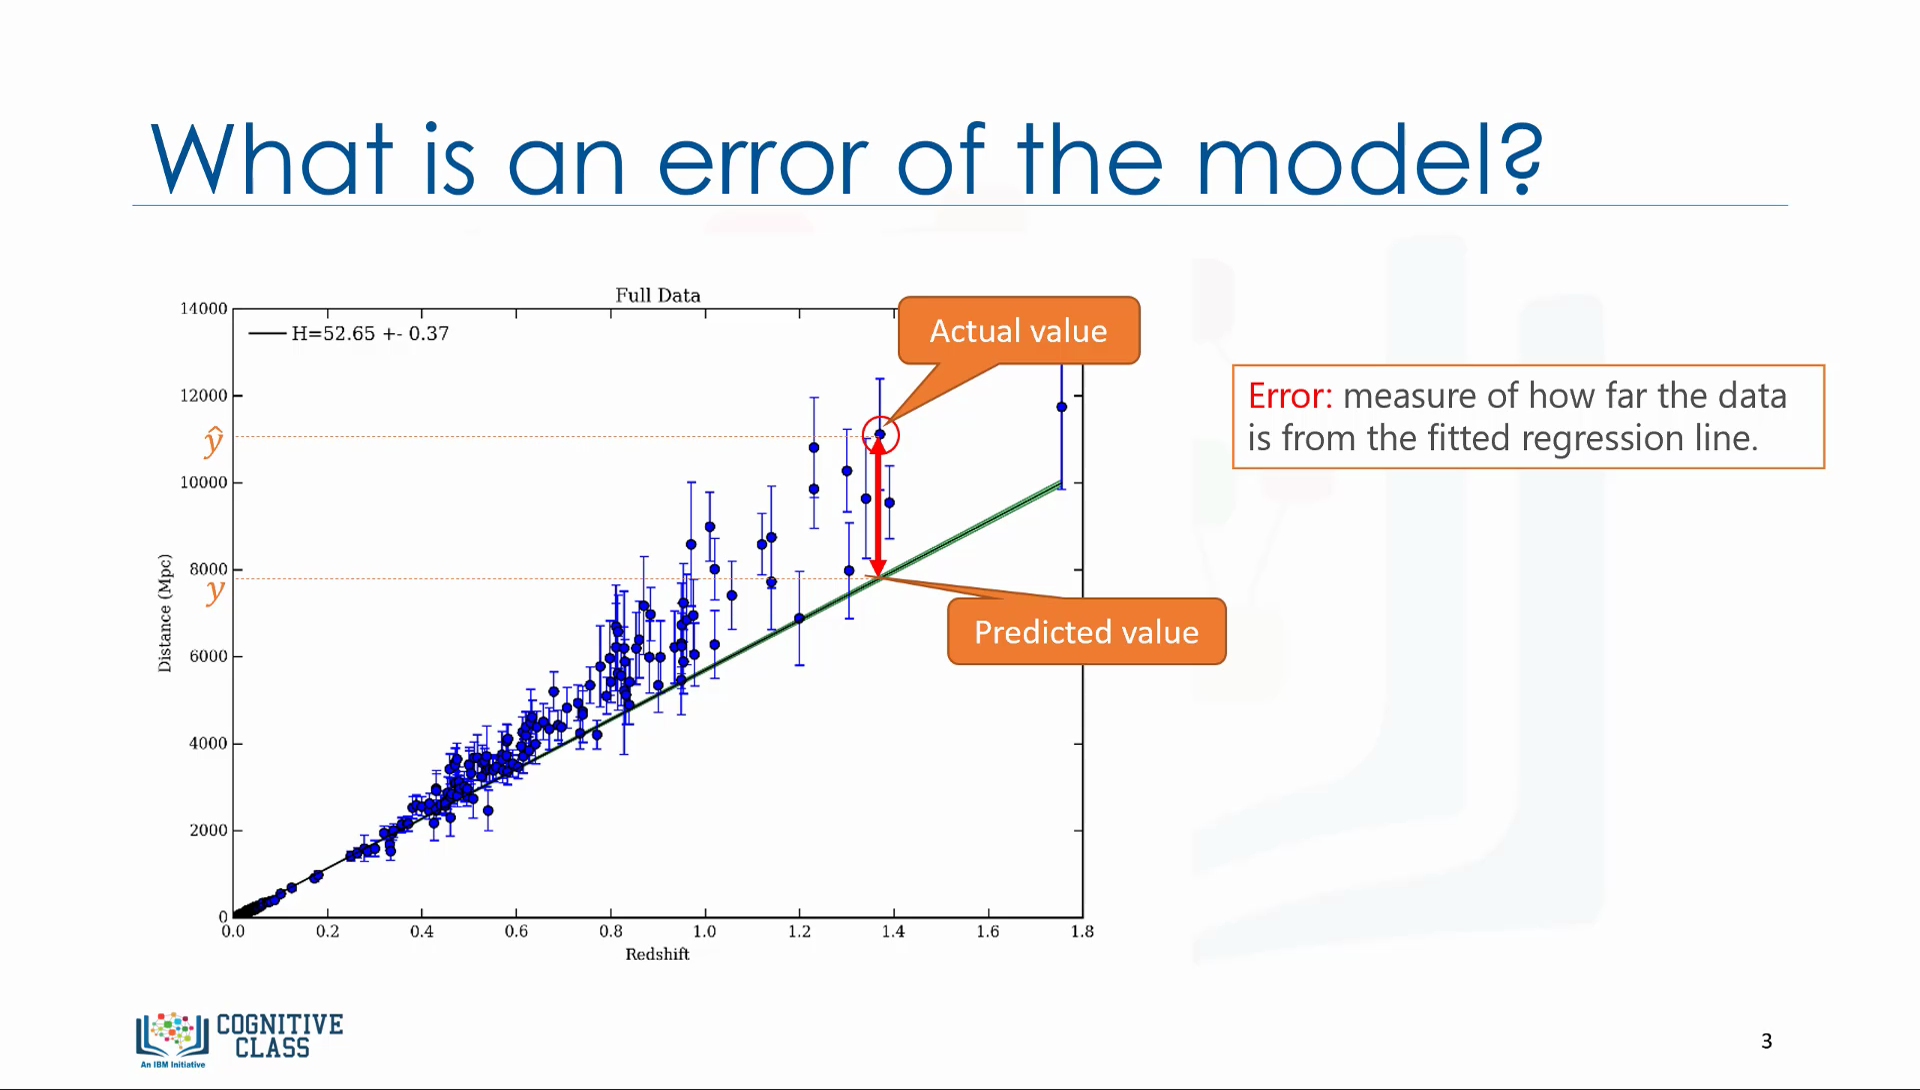 What is an error of the model?
Full Data
H=52.65 +- 0.37
Actual value
Error: measure of how far the data
is from the fitted regression line.
Predicted value
ŷ
y
Distance (Mpc)
14000
12000
10000
8000
6000
4000
2000
0
0.0 0.2 0.4 0.6 0.8 1.0 1.2 1.4 1.6 1.8
Redshift
COGNITIVE
CLASS
An IBM Initiative
3